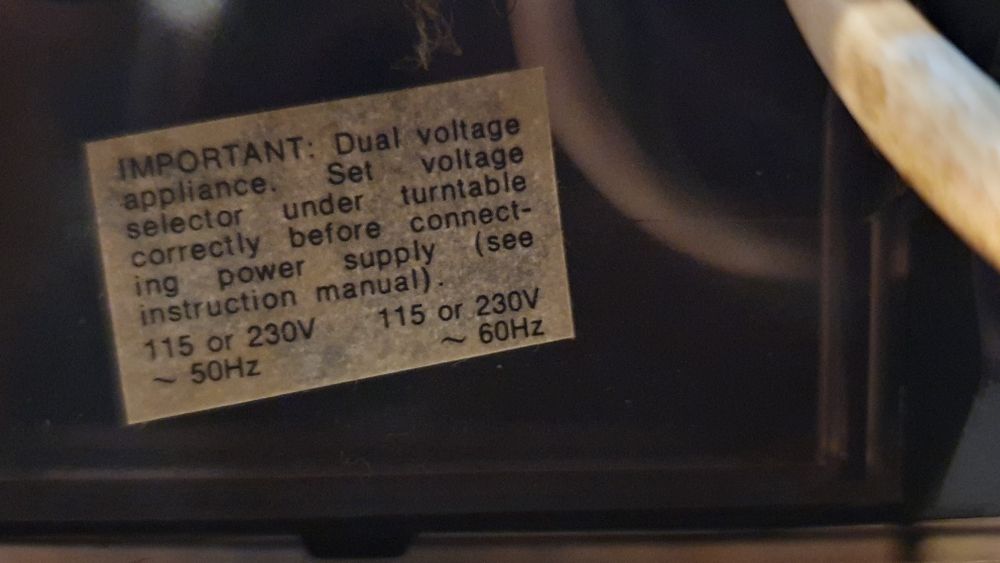 IMPORTANT: Dual voltage
appliance. Set voltage
selector under turntable
correctly before connect-
ing power supply (see
instruction manual).
115 or 230V 115 or 230V
~ 50Hz ~ 60Hz